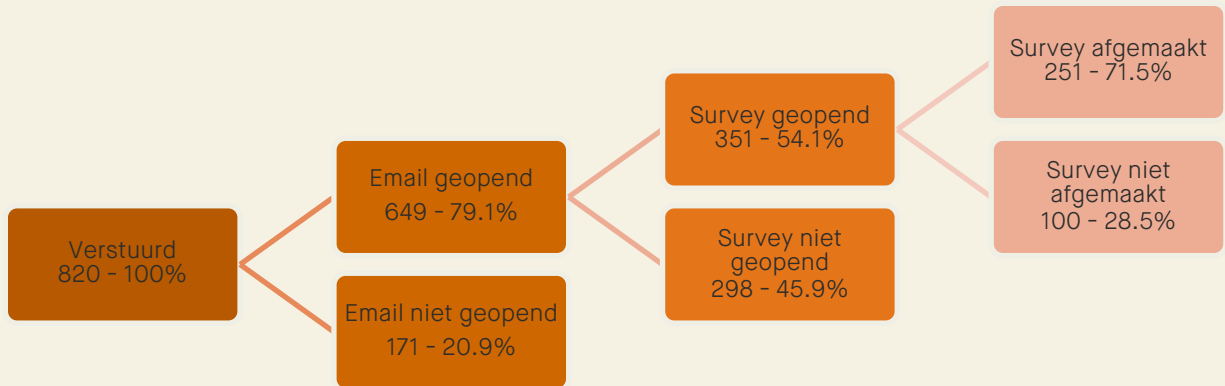 Verstuurd
820 - 100%
Email geopend
649 - 79.1%
Email niet geopend
171 - 20.9%
Survey geopend
351 - 54.1%
Survey niet
geopend
298 - 45.9%
Survey afgemaakt
251 - 71.5%
Survey niet
afgemaakt
100 - 28.5%